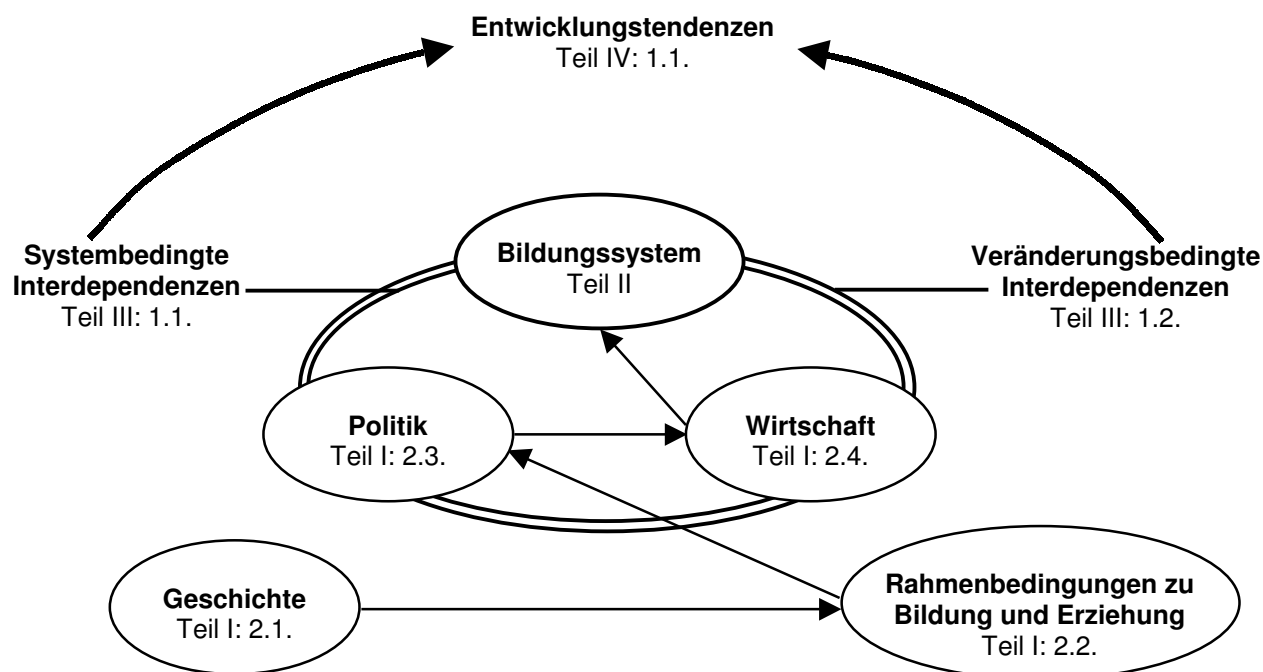 Entwicklungstendenzen
Teil IV: 1.1.
Systembedingte
Interdependenzen
Teil III: 1.1.
Bildungssystem
Teil II
Veränderungsbedingte
Interdependenzen
Teil III: 1.2.
Politik
Teil I: 2.3.
Wirtschaft
Teil I: 2.4.
Geschichte
Teil I: 2.1.
Rahmenbedingungen zu
Bildung und Erziehung
Teil I: 2.2.